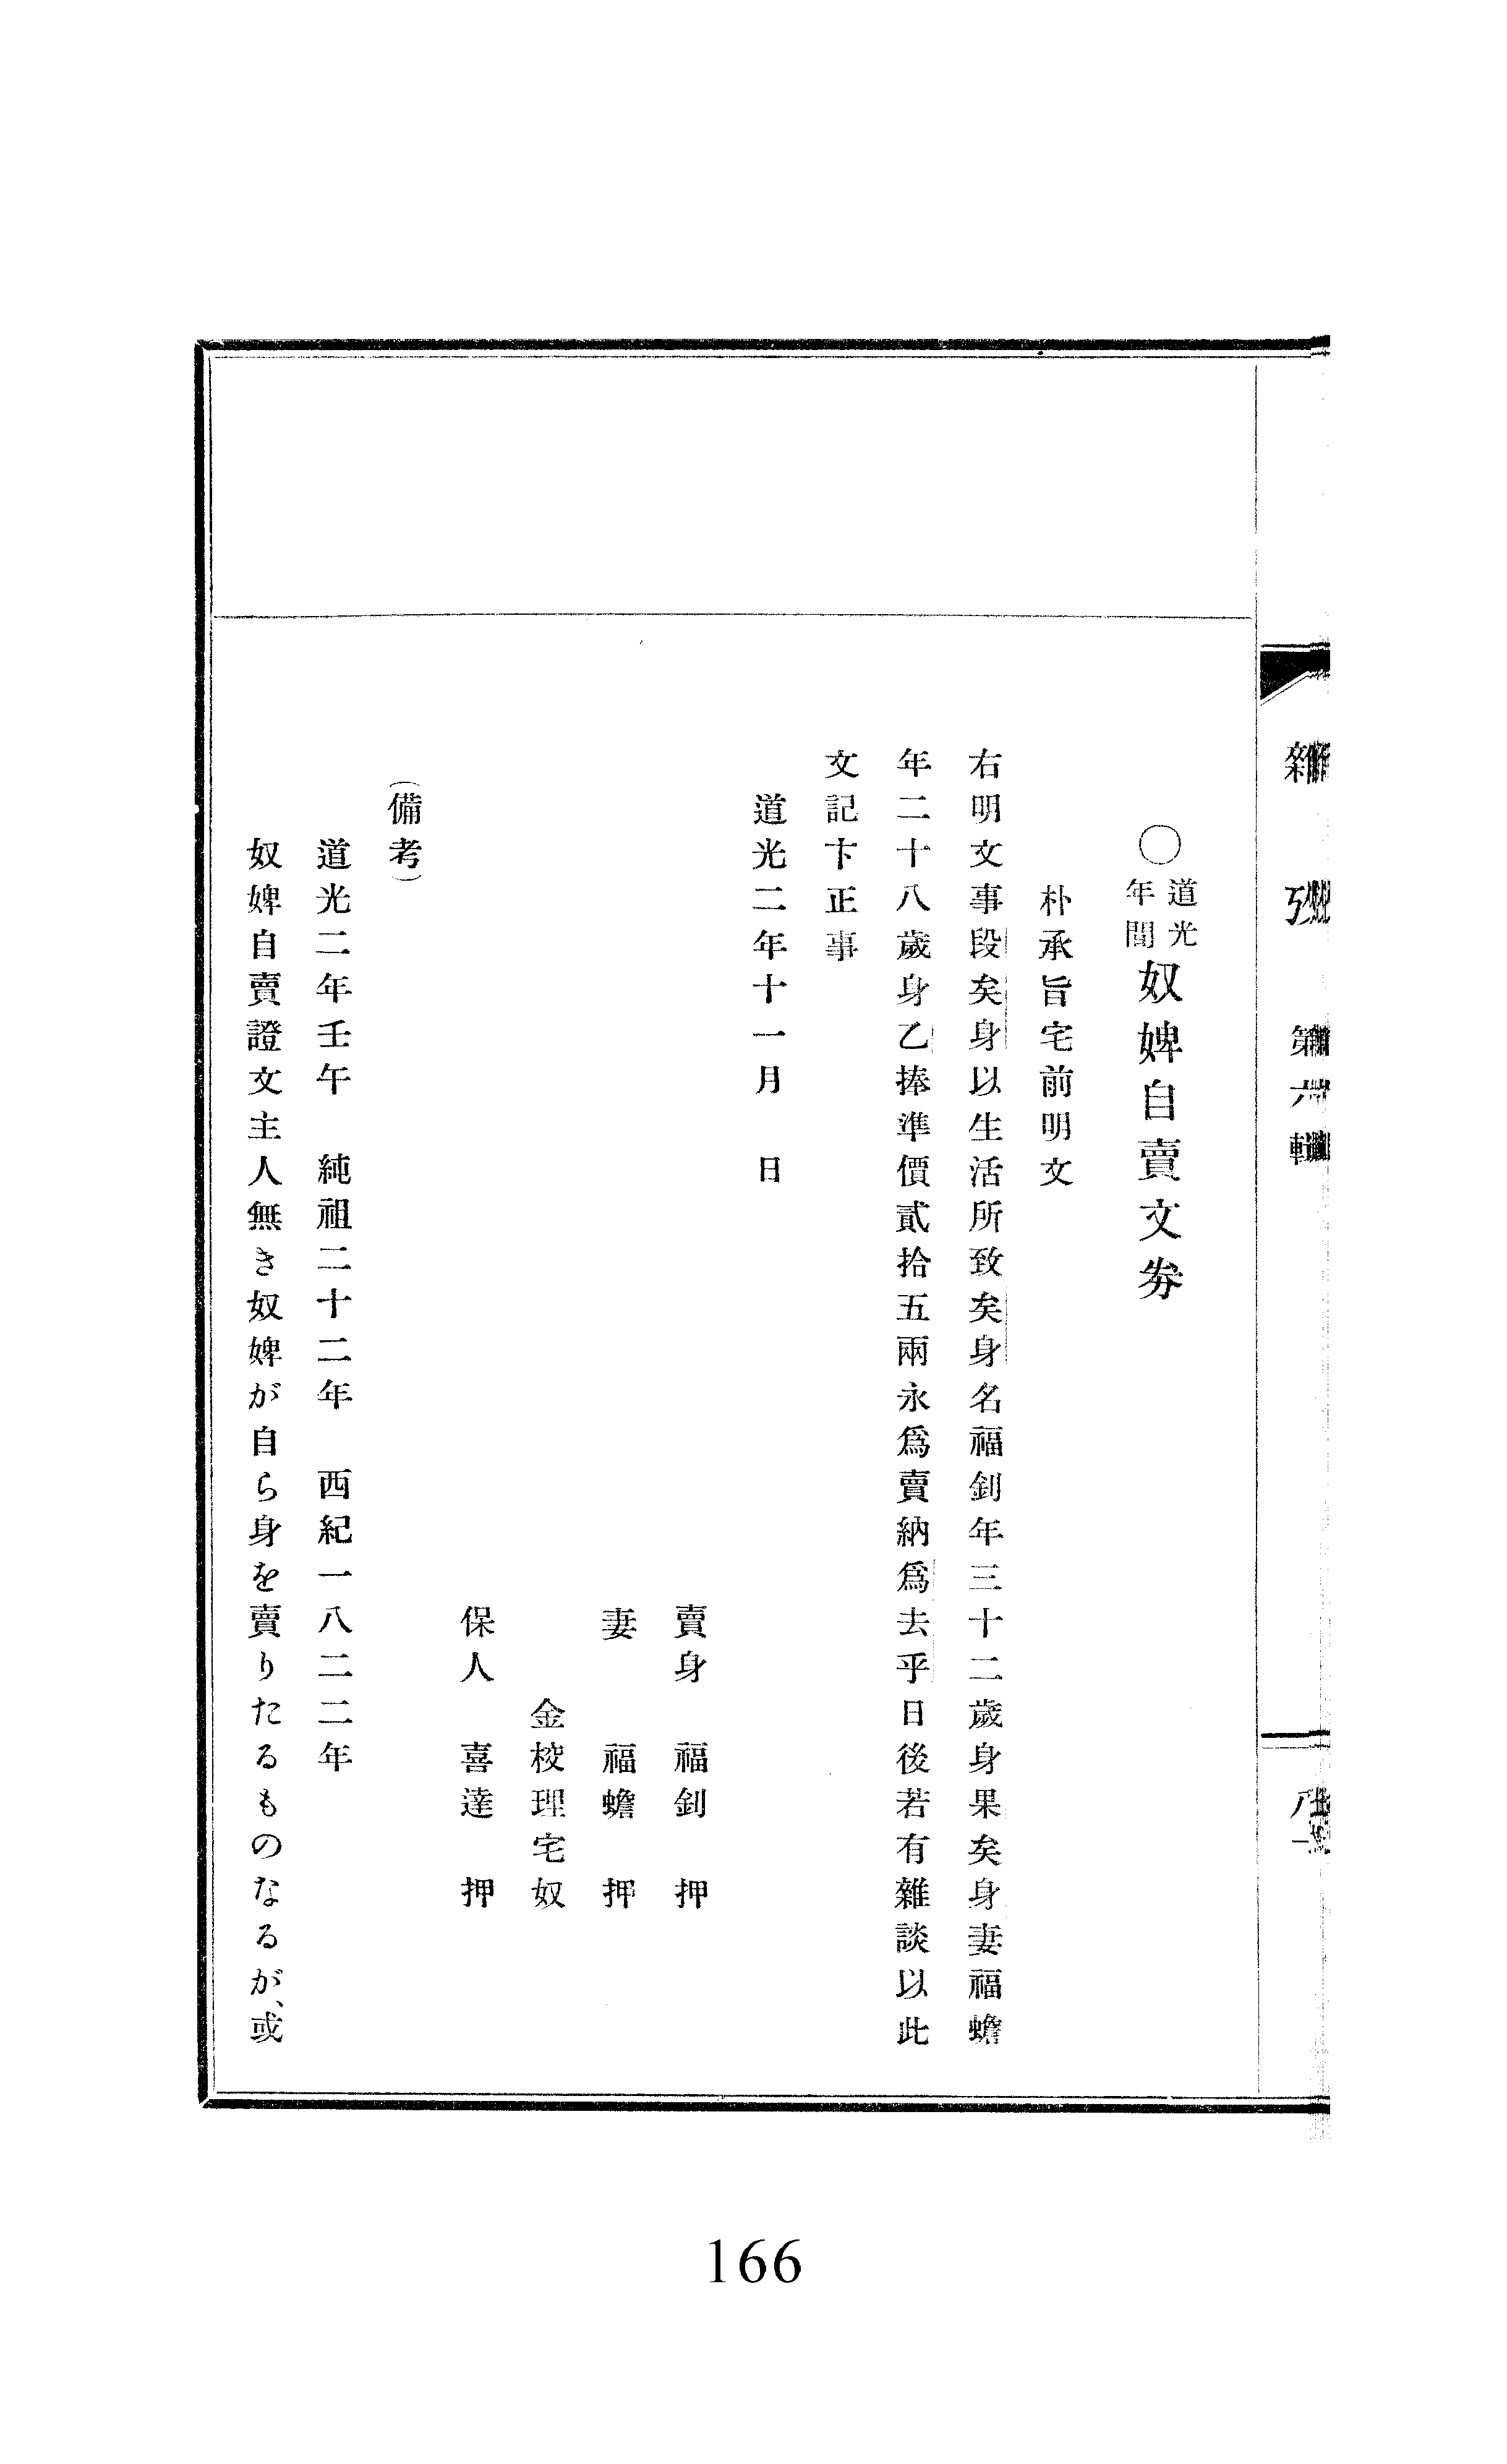 雜 攷 第六輯 八一
〇道光年間奴婢自賣文券
朴承旨宅前明文
右明文事段矣身以生活所致矣身名福釗年三十二歲身果矣身妻福蟾
年二十八歲身乙捧準價貳拾五兩永爲賣納爲去乎日後若有雜談以此
文記卞正事
道光二年十一月 日
賣身 福釗 押
妻 福蟾 押
金校理宅奴
保人 喜達 押
(備考)
道光二年壬午 純祖二十二年 西紀一八二二年
奴婢自賣證文主人無き奴婢が自ら身を賣りたるものなるが、或
166